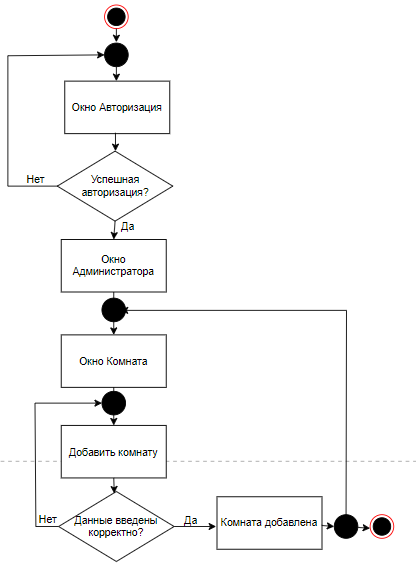 Окно Авторизация
Успешная
авторизация?
Нет
Да
Окно
Администратора
Окно Комната
Добавить комнату
Данные введены
корректно?
Нет
Да
Комната добавлена